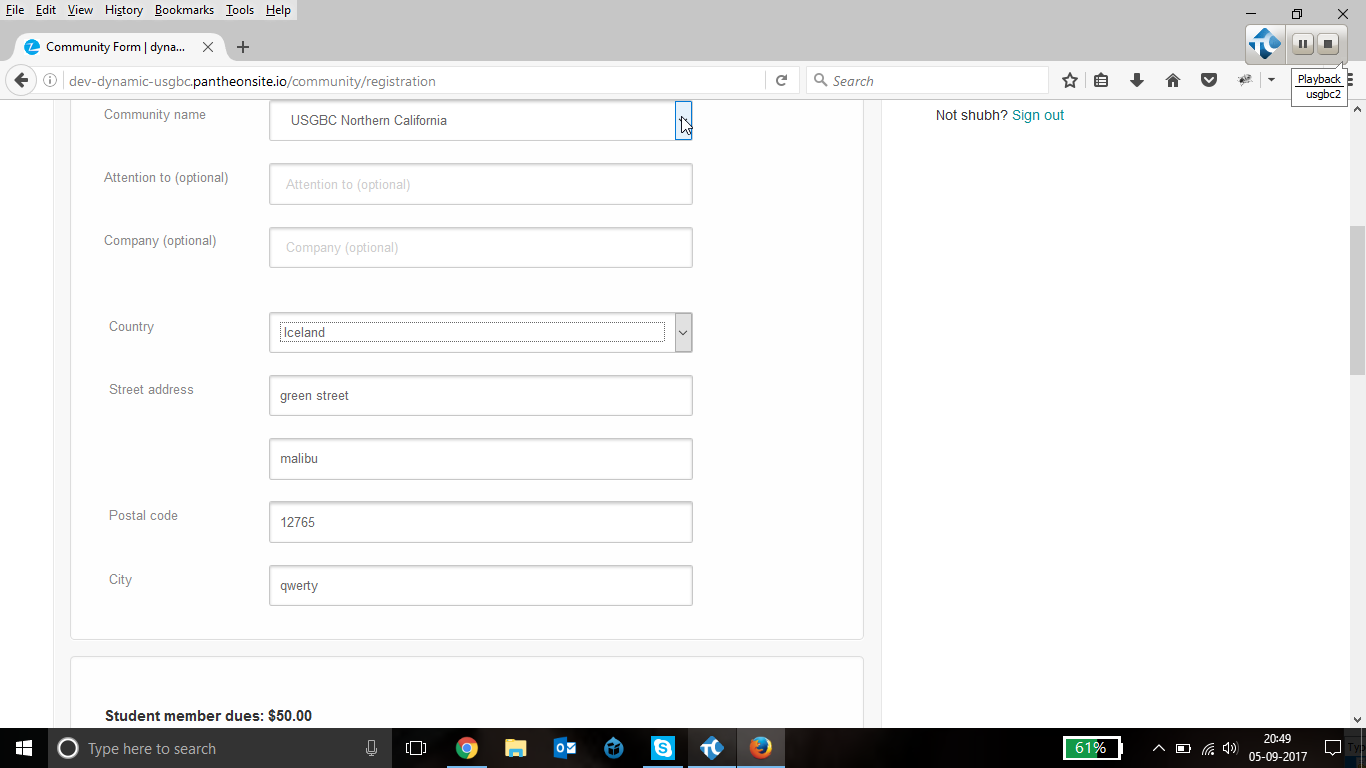 File Edit View History Bookmarks Tools Help
Community Form | dyna...
dev-dynamic-usgbc.pantheonsite.io/community/registration
Search
Playback
usgbc2
Community name
USGBC Northern California
Not shubh? Sign out
Attention to (optional)
Attention to (optional)
Company (optional)
Company (optional)
Country
Iceland
Street address
green street
malibu
Postal code
12765
City
qwerty
Student member dues: $50.00
Type here to search
61%
20:49
05-09-2017